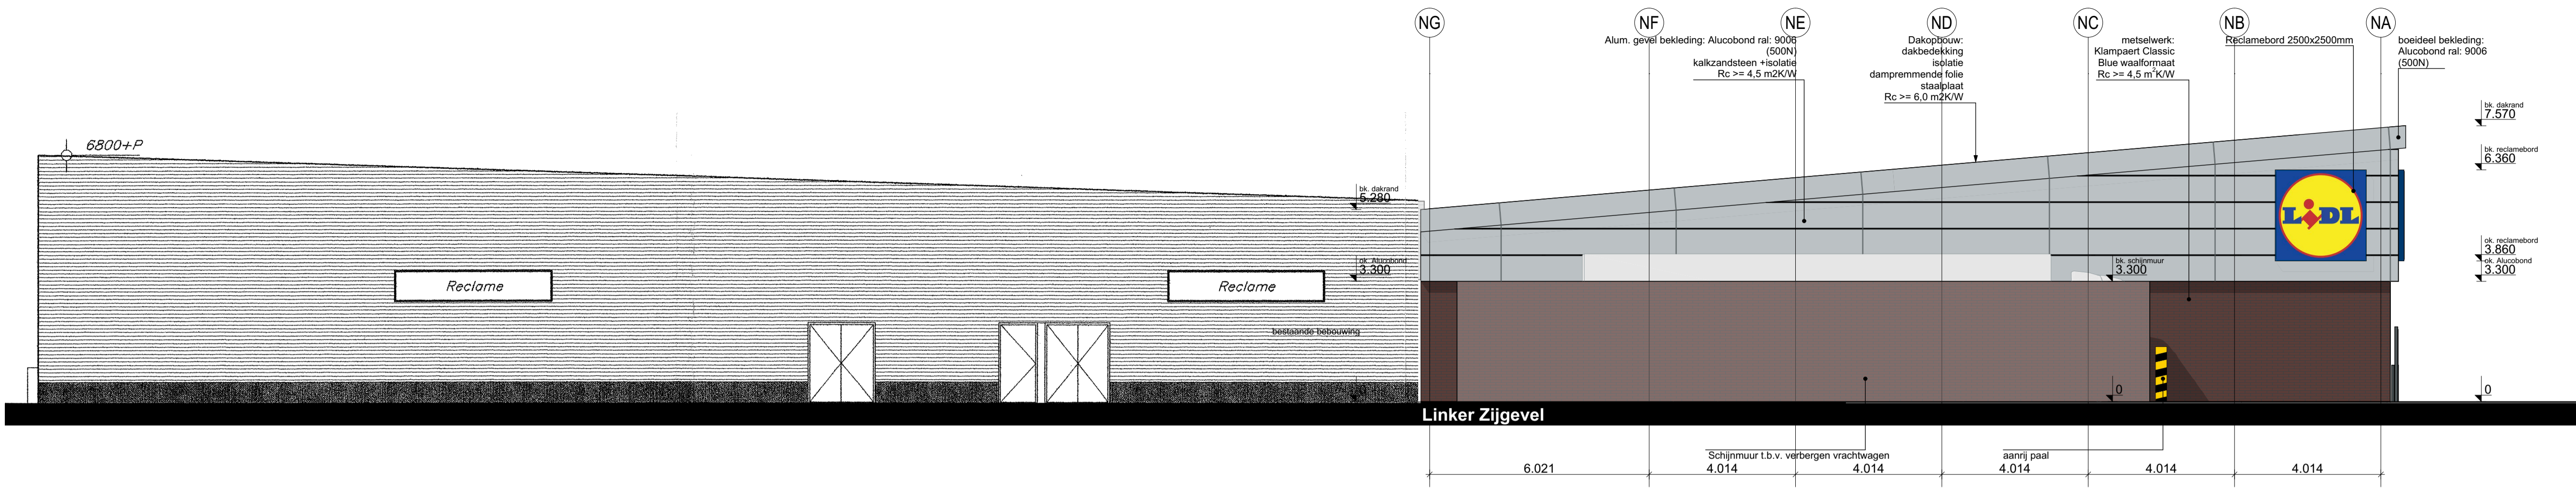 NG
NF
NE
ND
NC
NB
NA
Alum. gevel bekleding: Alucobond ral: 9006
(500N)
kalkzandsteen +isolatie
Rc >= 4,5 m2K/W
Dakopbouw:
dakbedekking
isolatie
dampremmende folie
staalplaat
Rc >= 6,0 m2K/W
metselwerk:
Klampaert Classic
Blue waalformaat
Rc >= 4,5 m²K/W
Reclamebord 2500x2500mm
boeideel bekleding:
Alucobond ral: 9006
(500N)
bk. dakrand
7.570
6800+P
bk. reclamebord
6.360
bk. dakrand
5.280
LIDL
ok. reclamebord
3.860
ok. Alucobond
3.300
ok. Alucobond
3.300
bk. schijnmuur
3.300
Reclame
Reclame
bestaande bebouwing
0
0
Linker Zijgevel
Schijnmuur t.b.v. verbergen vrachtwagen
aanrij paal
6.021
4.014
4.014
4.014
4.014
4.014